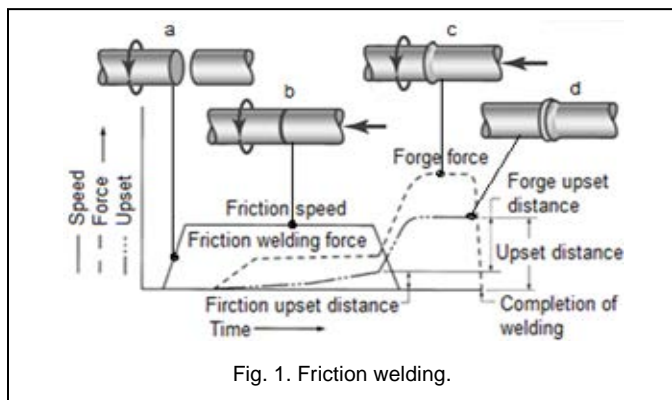 a
c
b
d
Forge force
Forge upset
distance
Friction speed
Friction welding force
Upset distance
Firction upset distance
Completion of
welding
Time
Speed
Force
Upset
Fig. 1. Friction welding.